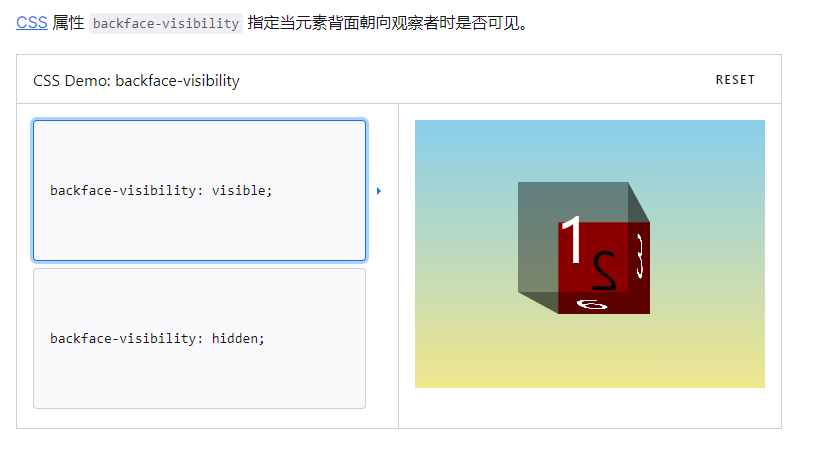 CSS 属性 backface-visibility 指定当元素背面朝向观察者时是否可见。
CSS Demo: backface-visibility
RESET
backface-visibility: visible;
backface-visibility: hidden;
1
2
3
6